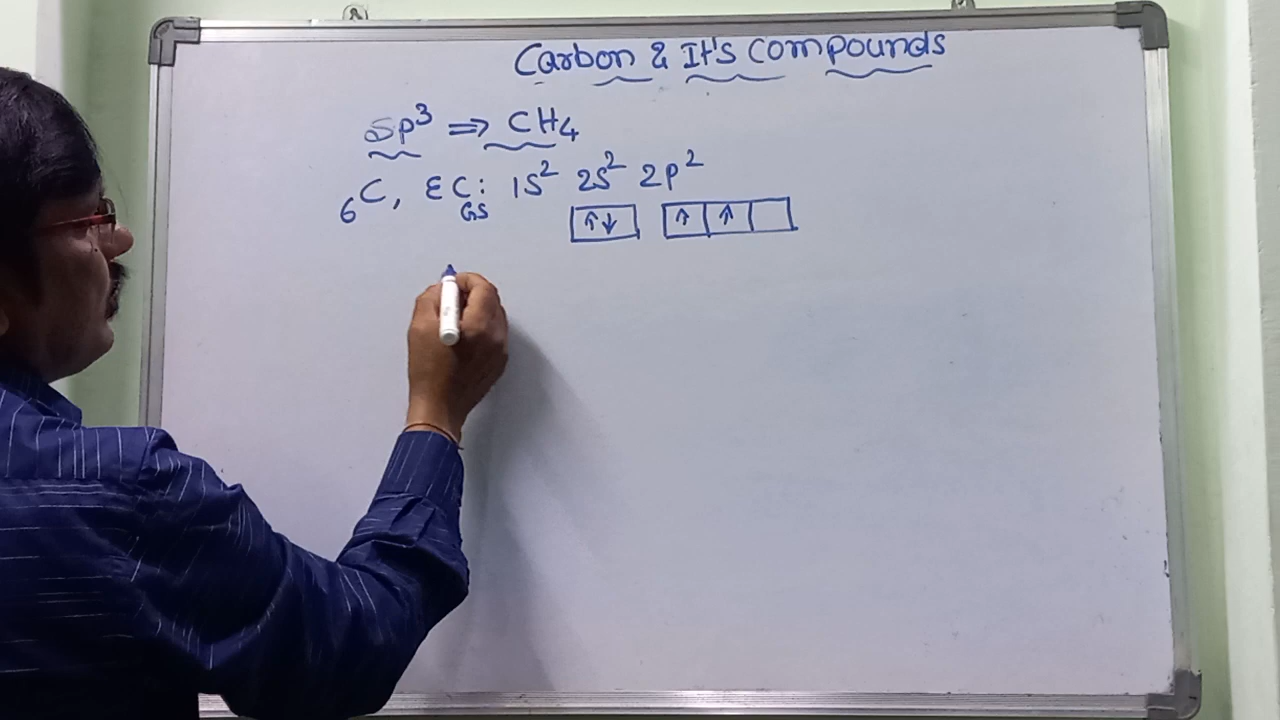 Carbon & It's Compounds
Sp³ ⇒ CH₄
₆C, EC: 1S² 2S² 2P²
GS
↑↓ ↑ ↑